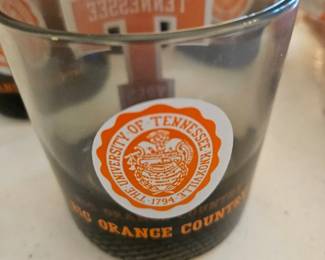 TENNESSEE
THE UNIVERSITY OF TENNESSEE KNOXVILLE
· 1794 ·
BIG ORANGE COUNTRY